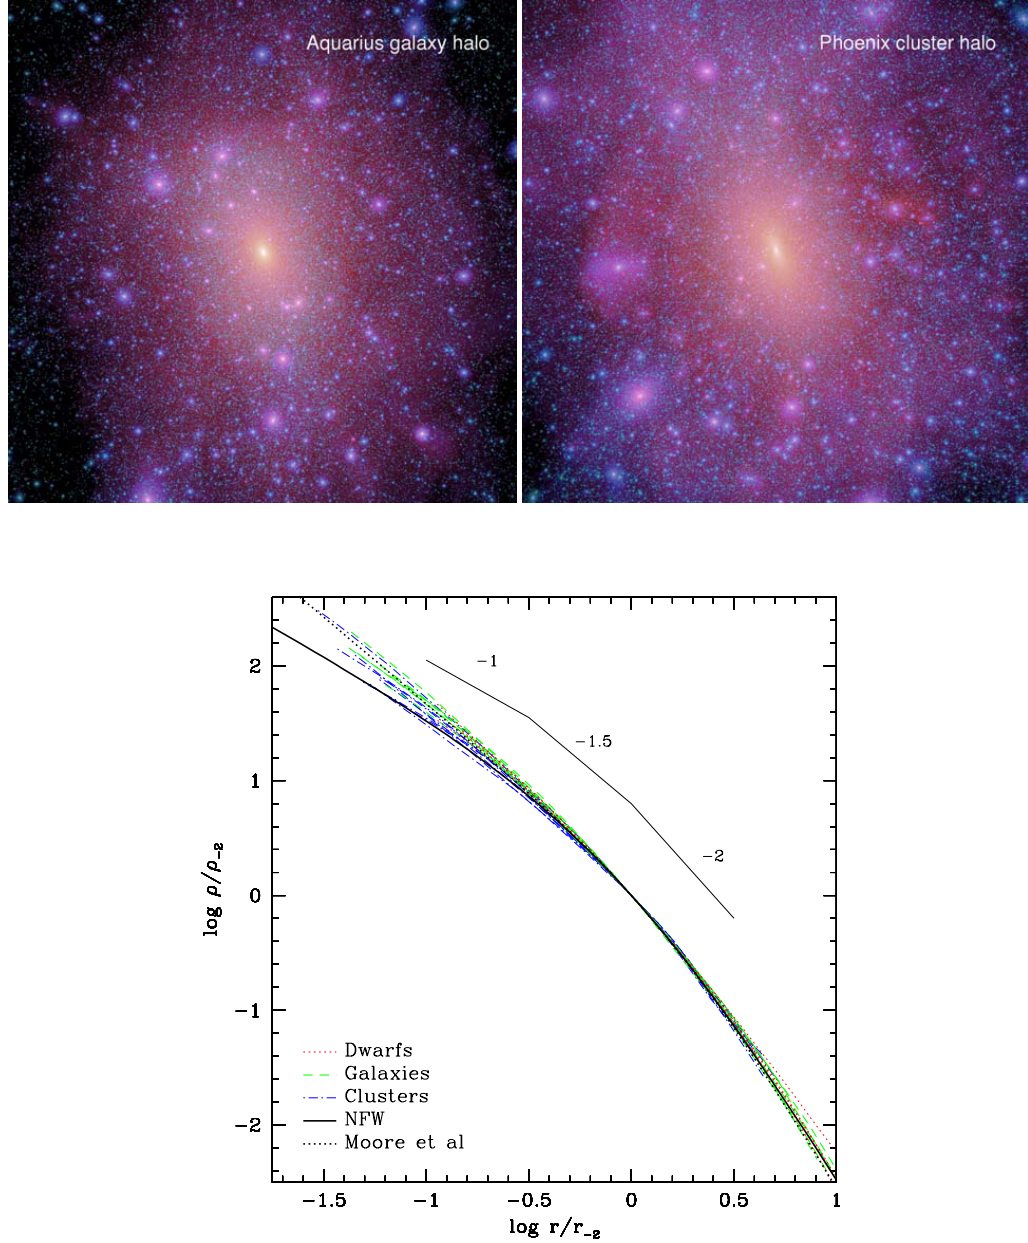 Aquarius galaxy halo
Phoenix cluster halo
−1
−1.5
−2
2
1
0
−1
−2
log ρ/ρ₋₂
Dwarfs
Galaxies
Clusters
NFW
Moore et al
−1.5
−1
−0.5
0
0.5
1
log r/r₋₂